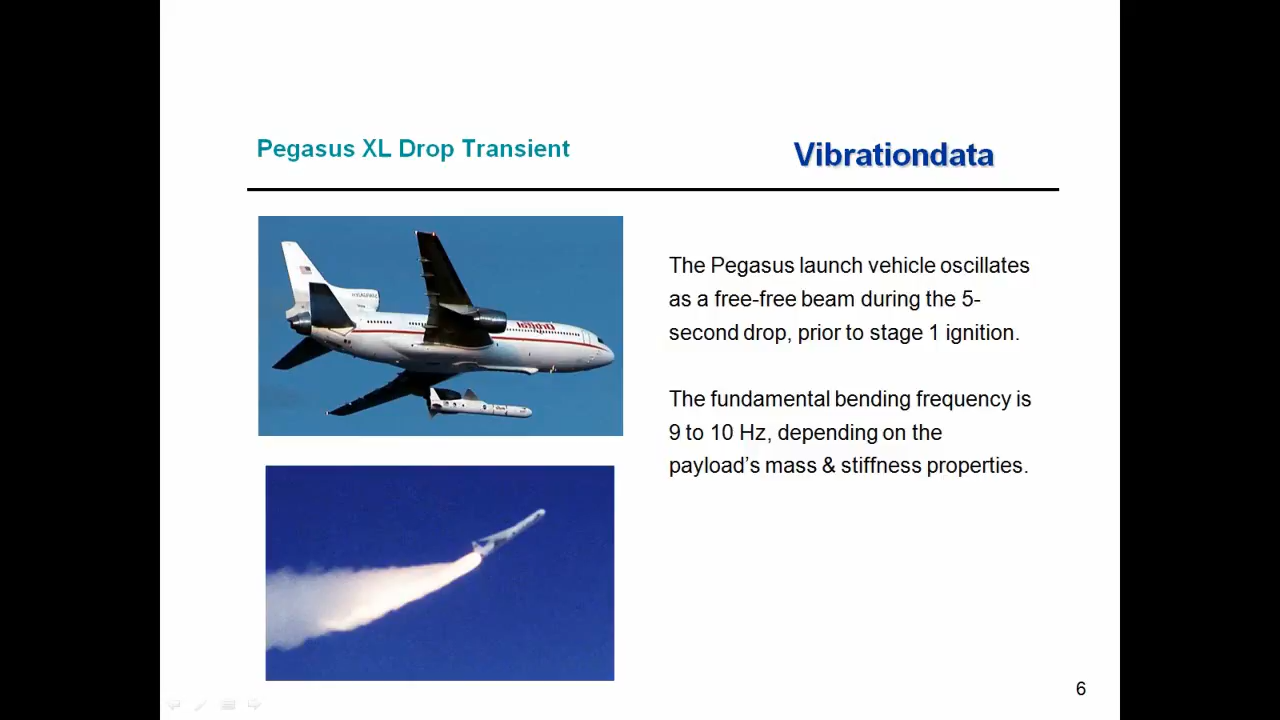 Pegasus XL Drop Transient
Vibrationdata
The Pegasus launch vehicle oscillates
as a free-free beam during the 5-
second drop, prior to stage 1 ignition.
The fundamental bending frequency is
9 to 10 Hz, depending on the
payload’s mass & stiffness properties.
6